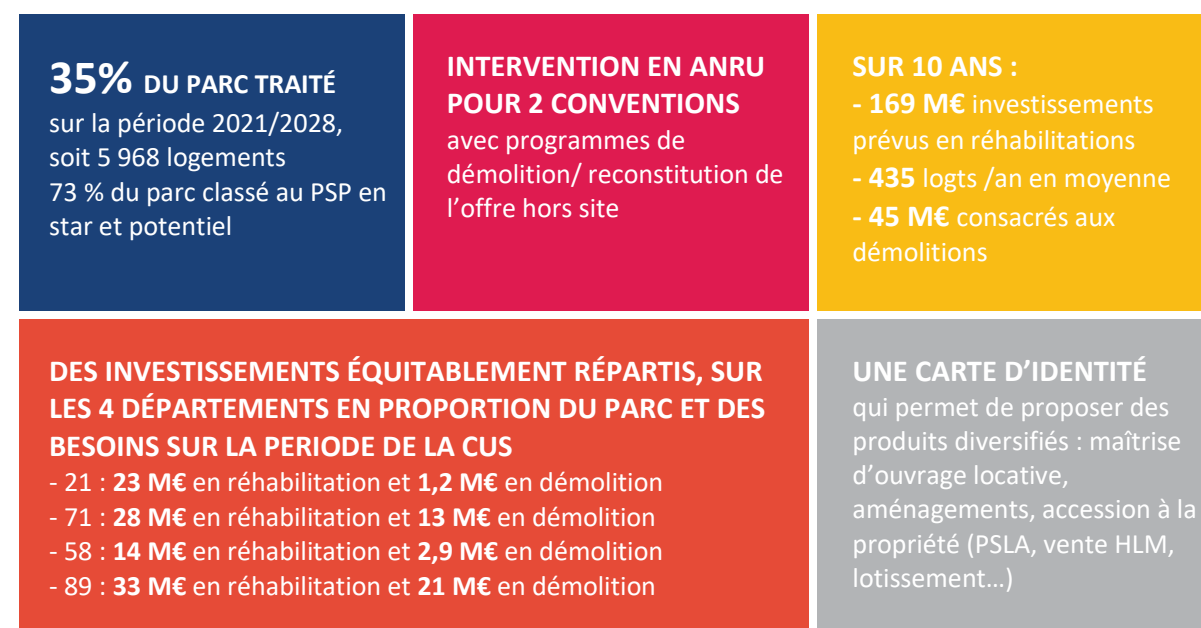 35% DU PARC TRAITÉ
sur la période 2021/2028,
soit 5 968 logements
73 % du parc classé au PSP en
star et potentiel
INTERVENTION EN ANRU
POUR 2 CONVENTIONS
avec programmes de
démolition/ reconstitution de
l’offre hors site
SUR 10 ANS :
- 169 M€ investissements
prévus en réhabilitations
- 435 logts /an en moyenne
- 45 M€ consacrés aux
démolitions
DES INVESTISSEMENTS ÉQUITABLEMENT RÉPARTIS, SUR
LES 4 DÉPARTEMENTS EN PROPORTION DU PARC ET DES
BESOINS SUR LA PERIODE DE LA CUS
- 21 : 23 M€ en réhabilitation et 1,2 M€ en démolition
- 71 : 28 M€ en réhabilitation et 13 M€ en démolition
- 58 : 14 M€ en réhabilitation et 2,9 M€ en démolition
- 89 : 33 M€ en réhabilitation et 21 M€ en démolition
UNE CARTE D’IDENTITÉ
qui permet de proposer des
produits diversifiés : maîtrise
d’ouvrage locative,
aménagements, accession à la
propriété (PSLA, vente HLM,
lotissement…)